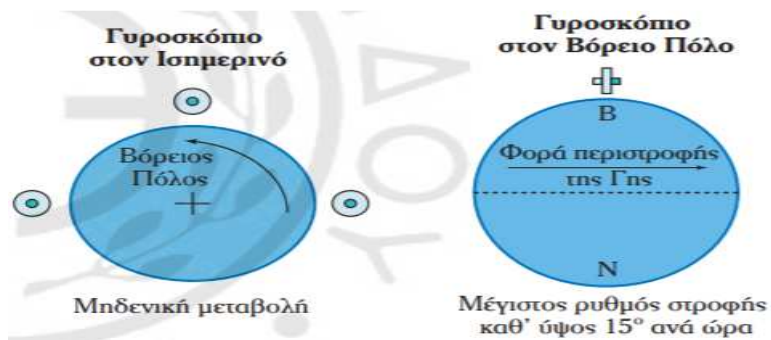 Γυροσκόπιο
στον Ισημερινό
Βόρειος
Πόλος
Μηδενική μεταβολή
Γυροσκόπιο
στον Βόρειο Πόλο
Β
Φορά περιστροφής
της Γης
Ν
Μέγιστος ρυθμός στροφής
καθ’ ύψος 15° ανά ώρα